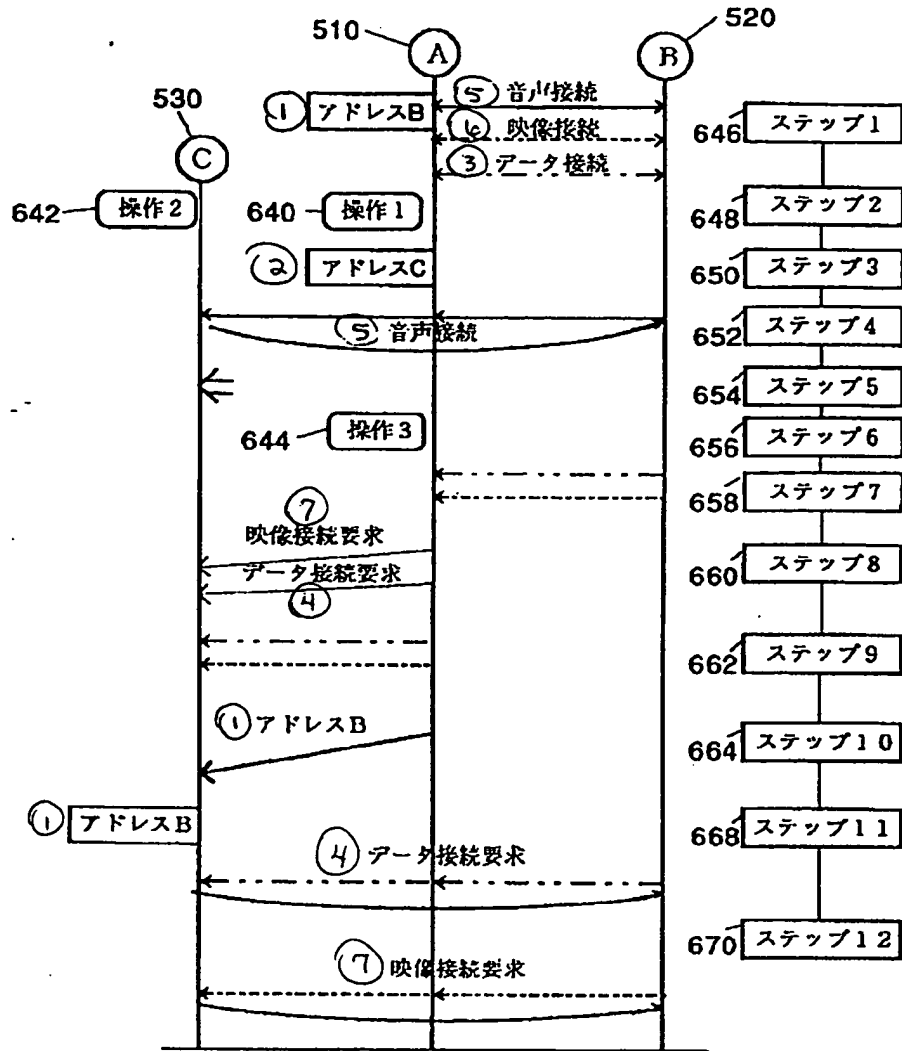 510
520
A
B
530
⑤ 音声接続
① アドレスB
646 ステップ1
⑥ 映像接続
C
③ データ接続
642 操作2
640 操作1
648 ステップ2
② アドレスC
650 ステップ3
652 ステップ4
⑤ 音声接続
654 ステップ5
644 操作3
656 ステップ6
658 ステップ7
⑦
映像接続要求
660 ステップ8
データ接続要求
④
662 ステップ9
① アドレスB
664 ステップ10
① アドレスB
668 ステップ11
④ データ接続要求
670 ステップ12
⑦ 映像接続要求